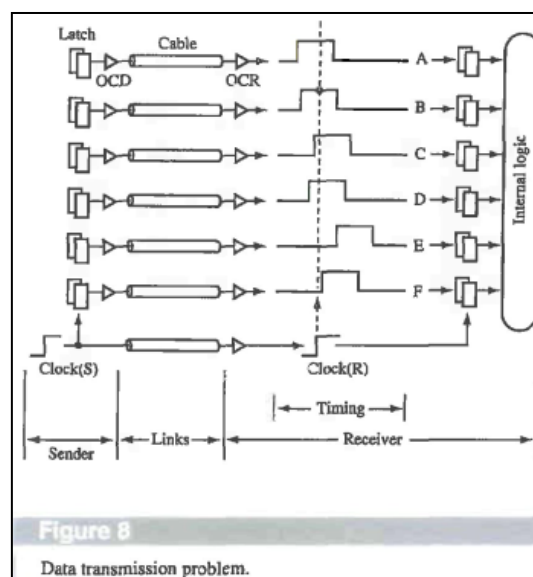 Latch
Cable
OCD
OCR
A
B
C
D
E
F
Internal logic
Clock(S)
Clock(R)
Timing
Links
Receiver
Sender
Figure 8
Data transmission problem.